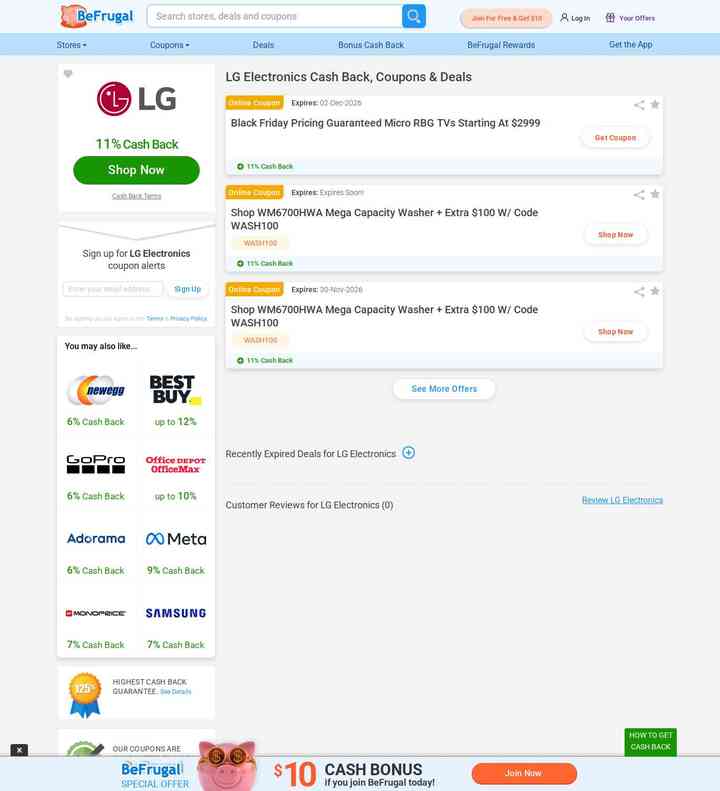 BeFrugal
Search stores, deals and coupons
Join For Free & Get $10
Log In
Your Offers
Stores
Coupons
Deals
Bonus Cash Back
BeFrugal Rewards
Get the App
LG
11% Cash Back
Shop Now
Cash Back Terms
Sign up for LG Electronics
coupon alerts
Enter your email address
Sign Up
Terms
Privacy Policy
You may also like...
newegg
6% Cash Back
BEST
BUY
up to 12%
GoPro
6% Cash Back
Office DEPOT
OfficeMax
up to 10%
Adorama
6% Cash Back
Meta
9% Cash Back
MONOPRICE
7% Cash Back
SAMSUNG
7% Cash Back
125%
HIGHEST CASH BACK
GUARANTEE. See Details
OUR COUPONS ARE
LG Electronics Cash Back, Coupons & Deals
Online Coupon
Expires: 02-Dec-2026
Black Friday Pricing Guaranteed Micro RBG TVs Starting At $2999
Get Coupon
11% Cash Back
Online Coupon
Expires: Expires Soon!
Shop WM6700HWA Mega Capacity Washer + Extra $100 W/ Code
WASH100
WASH100
Shop Now
11% Cash Back
Online Coupon
Expires: 30-Nov-2026
Shop WM6700HWA Mega Capacity Washer + Extra $100 W/ Code
WASH100
WASH100
Shop Now
11% Cash Back
See More Offers
Recently Expired Deals for LG Electronics
Customer Reviews for LG Electronics (0)
Review LG Electronics
HOW TO GET
CASH BACK
x
BeFrugal
SPECIAL OFFER
$10
CASH BONUS
if you join BeFrugal today!
Join Now